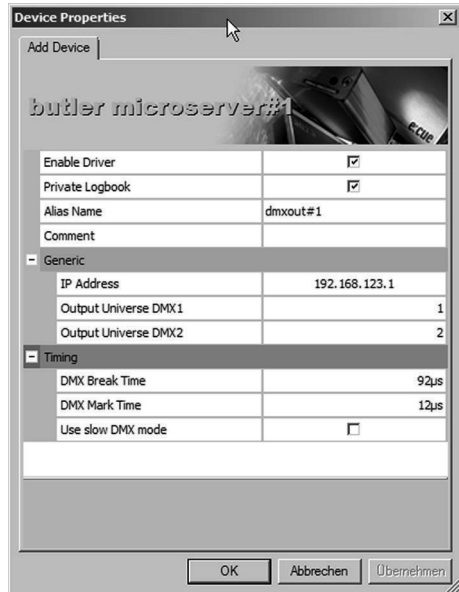 Device Properties
Add Device
butler microserver#1
e:cue
Enable Driver
Private Logbook
Alias Name dmxout#1
Comment
Generic
IP Address 192.168.123.1
Output Universe DMX1 1
Output Universe DMX2 2
Timing
DMX Break Time 92µs
DMX Mark Time 12µs
Use slow DMX mode
OK Abbrechen Übernehmen